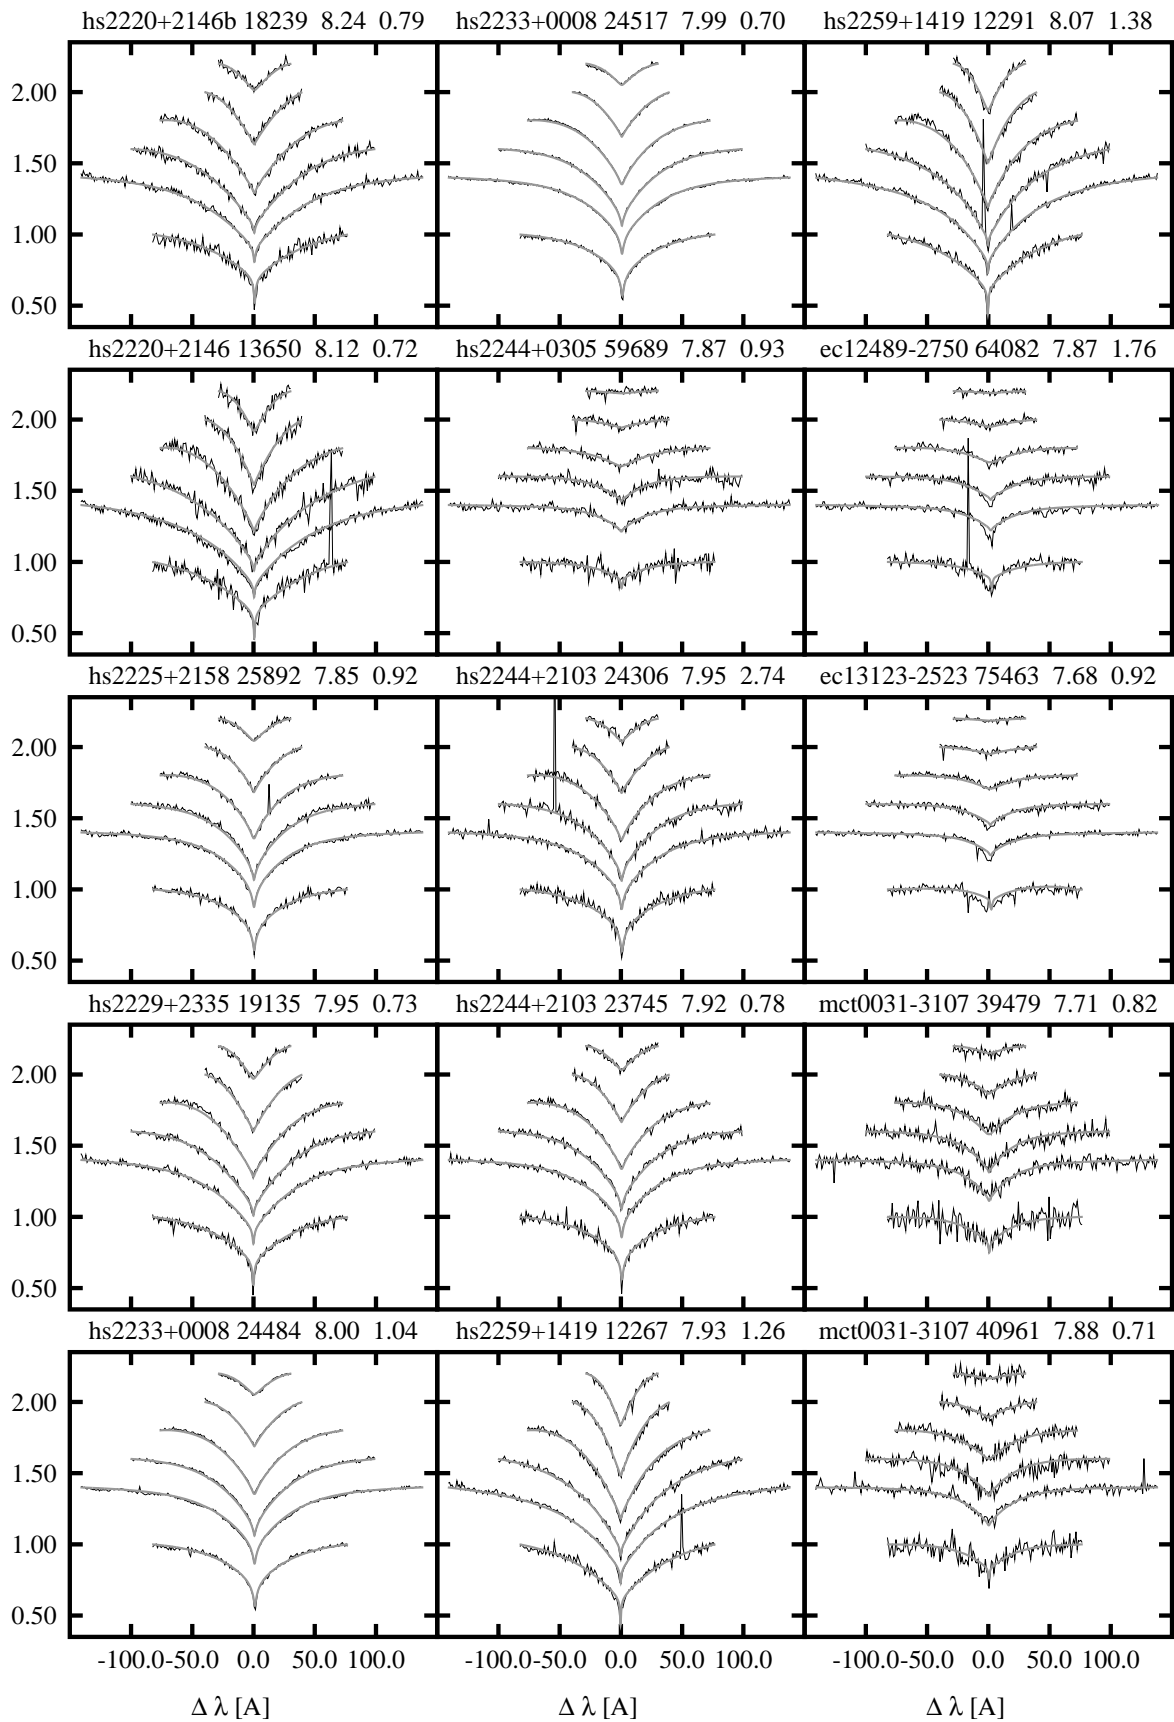 hs2220+2146b 18239 8.24 0.79
hs2233+0008 24517 7.99 0.70
hs2259+1419 12291 8.07 1.38
2.00
1.50
1.00
0.50
hs2220+2146 13650 8.12 0.72
hs2244+0305 59689 7.87 0.93
ec12489-2750 64082 7.87 1.76
2.00
1.50
1.00
0.50
hs2225+2158 25892 7.85 0.92
hs2244+2103 24306 7.95 2.74
ec13123-2523 75463 7.68 0.92
2.00
1.50
1.00
0.50
hs2229+2335 19135 7.95 0.73
hs2244+2103 23745 7.92 0.78
mct0031-3107 39479 7.71 0.82
2.00
1.50
1.00
0.50
hs2233+0008 24484 8.00 1.04
hs2259+1419 12267 7.93 1.26
mct0031-3107 40961 7.88 0.71
2.00
1.50
1.00
0.50
-100.0 -50.0 0.0 50.0 100.0
-100.0 -50.0 0.0 50.0 100.0
-100.0 -50.0 0.0 50.0 100.0
Δ λ [A]
Δ λ [A]
Δ λ [A]